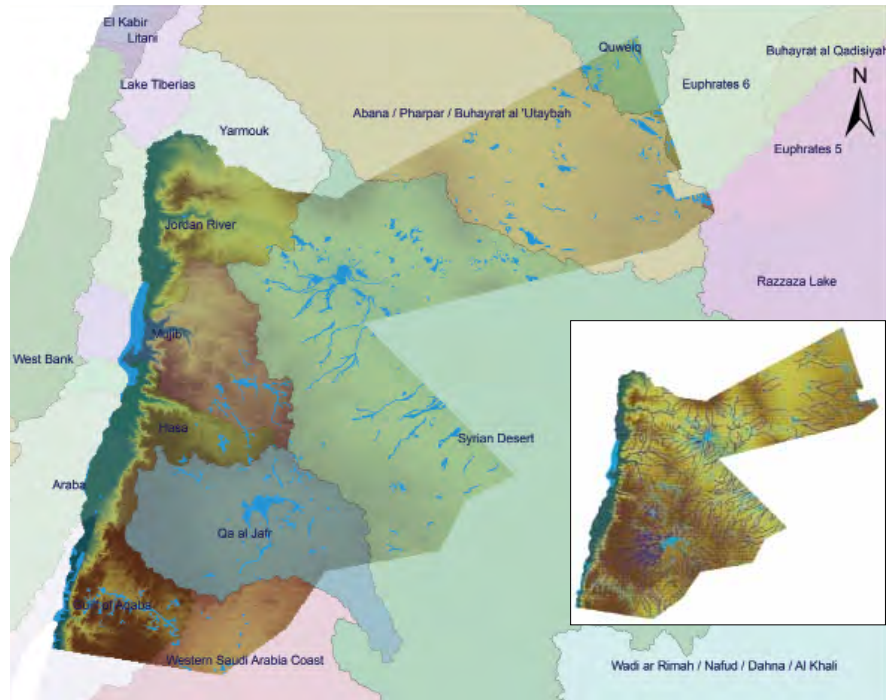 El Kabir
Litani
Quweiq
Buhayrat al Qadisiyah
Lake Tiberias
Euphrates 6
N
Abana / Pharpar / Buhayrat al 'Utaybah
Yarmouk
Euphrates 5
Jordan River
Razzaza Lake
Mujib
West Bank
Hasa
Syrian Desert
Araba
Qa al Jafr
Gulf of Aqaba
Western Saudi Arabia Coast
Wadi ar Rimah / Nafud / Dahna / Al Khali